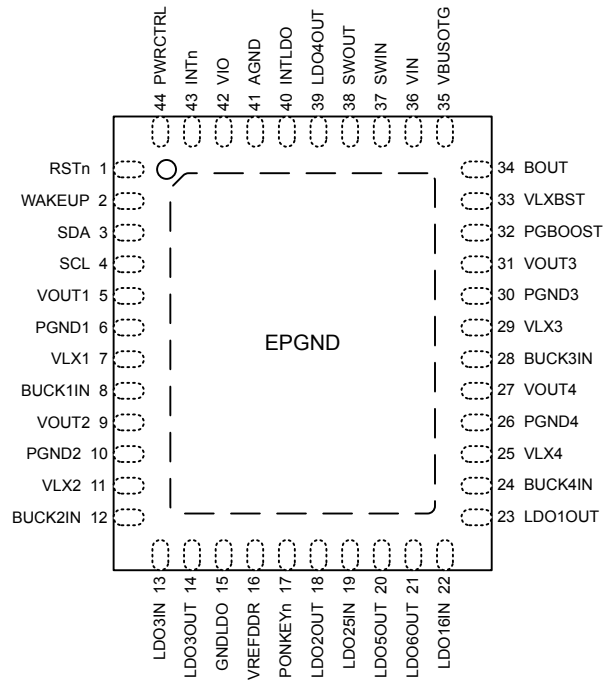 44 PWRCTRL
43 INTn
42 VIO
41 AGND
40 INTLDO
39 LDO4OUT
38 SWOUT
37 SWIN
36 VIN
35 VBUSOTG
RSTn 1
WAKEUP 2
SDA 3
SCL 4
VOUT1 5
PGND1 6
VLX1 7
BUCK1IN 8
VOUT2 9
PGND2 10
VLX2 11
BUCK2IN 12
EPGND
34 BOUT
33 VLXBST
32 PGBOOST
31 VOUT3
30 PGND3
29 VLX3
28 BUCK3IN
27 VOUT4
26 PGND4
25 VLX4
24 BUCK4IN
23 LDO1OUT
LDO3IN 13
LDO3OUT 14
GNDLDO 15
VREFDDR 16
PONKEYn 17
LDO2OUT 18
LDO25IN 19
LDO5OUT 20
LDO6OUT 21
LDO16IN 22